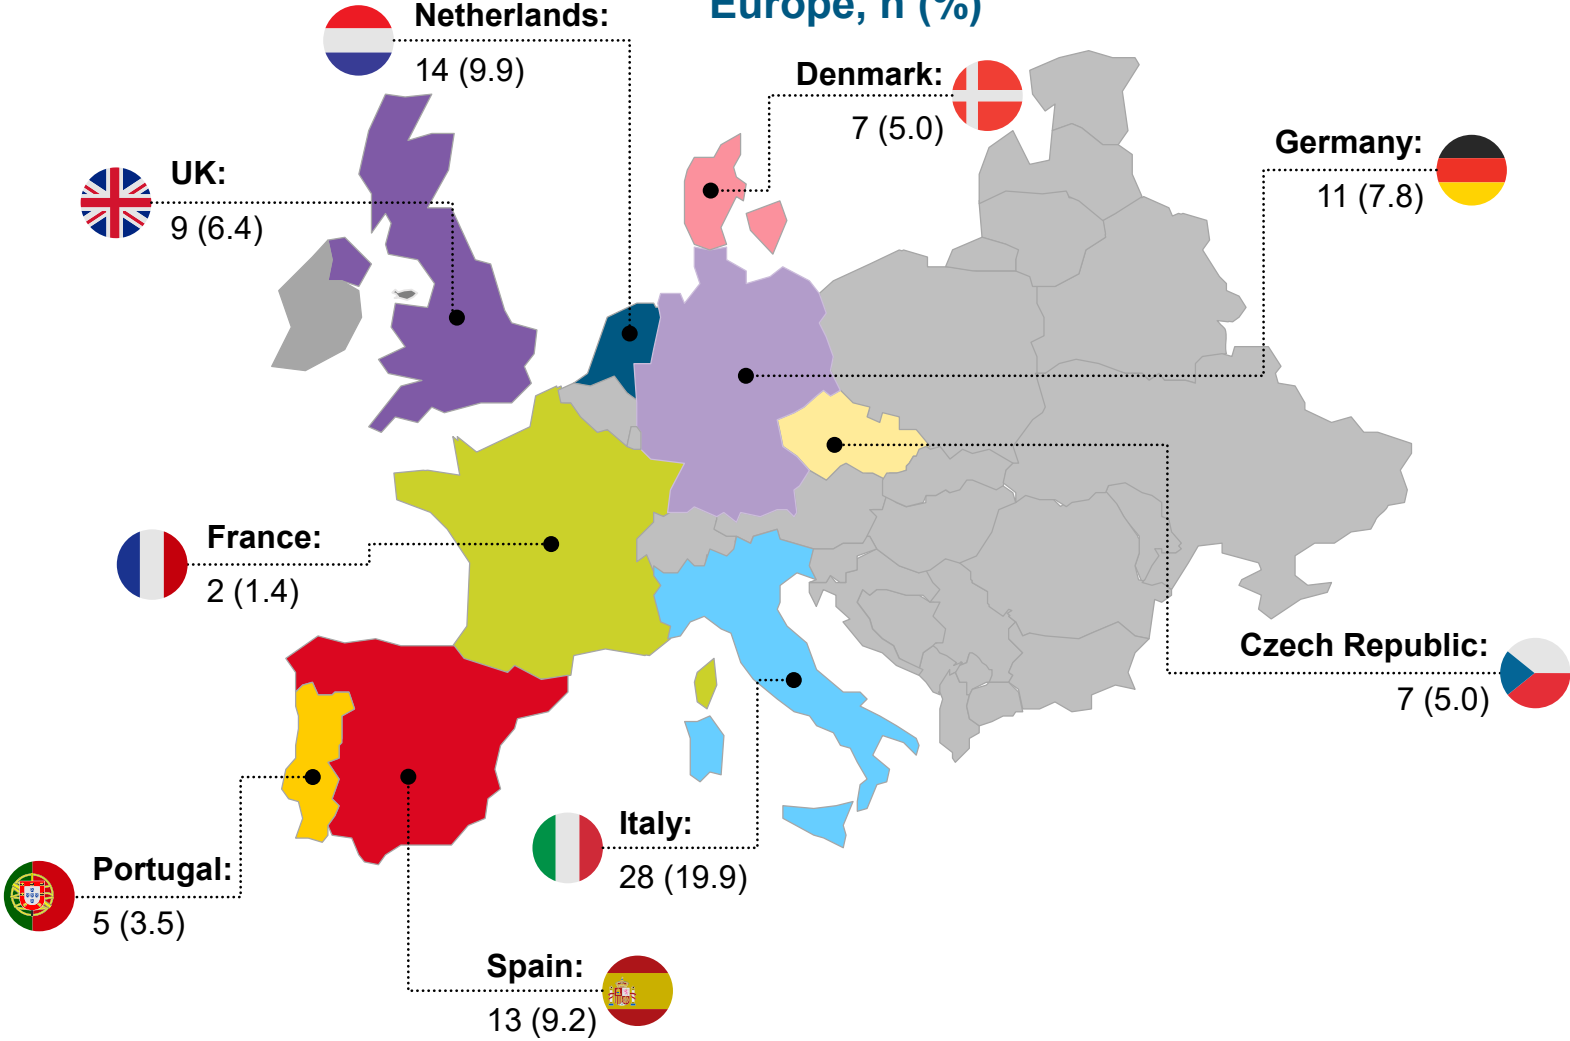 Europe, n (%)
Netherlands:
14 (9.9)
Denmark:
7 (5.0)
Germany:
11 (7.8)
UK:
9 (6.4)
France:
2 (1.4)
Czech Republic:
7 (5.0)
Italy:
28 (19.9)
Portugal:
5 (3.5)
Spain:
13 (9.2)